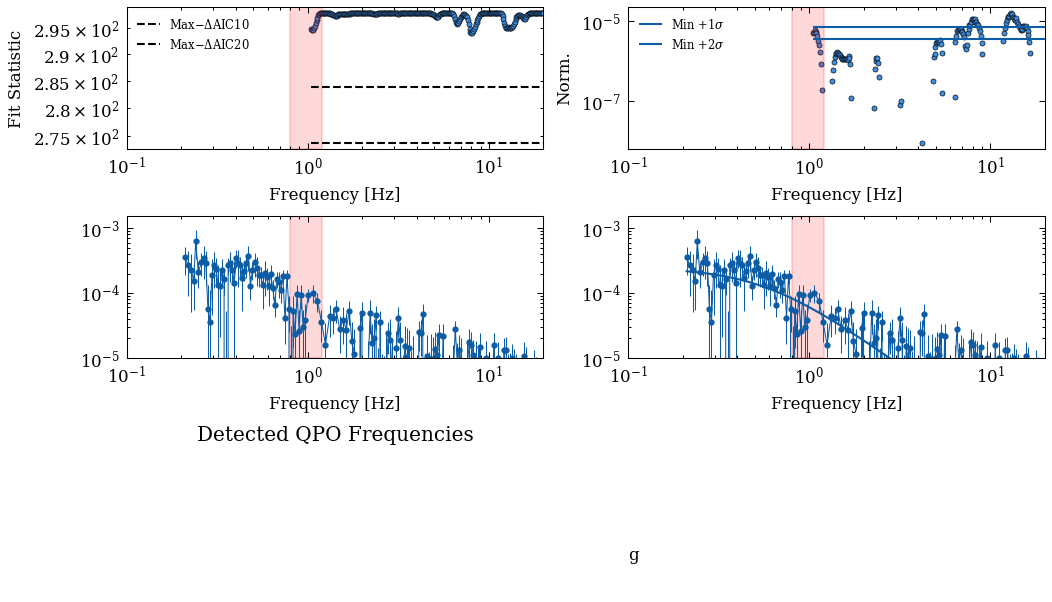 Fit Statistic
2.95 × 10²
2.9 × 10²
2.85 × 10²
2.8 × 10²
2.75 × 10²
Max−ΔAIC10
Max−ΔAIC20
10⁻¹ 10⁰ 10¹
Frequency [Hz]
Norm.
10⁻⁵
10⁻⁷
Min +1σ
Min +2σ
10⁻¹ 10⁰ 10¹
Frequency [Hz]
10⁻³
10⁻⁴
10⁻⁵
10⁻¹ 10⁰ 10¹
Frequency [Hz]
10⁻³
10⁻⁴
10⁻⁵
10⁻¹ 10⁰ 10¹
Frequency [Hz]
Detected QPO Frequencies
g